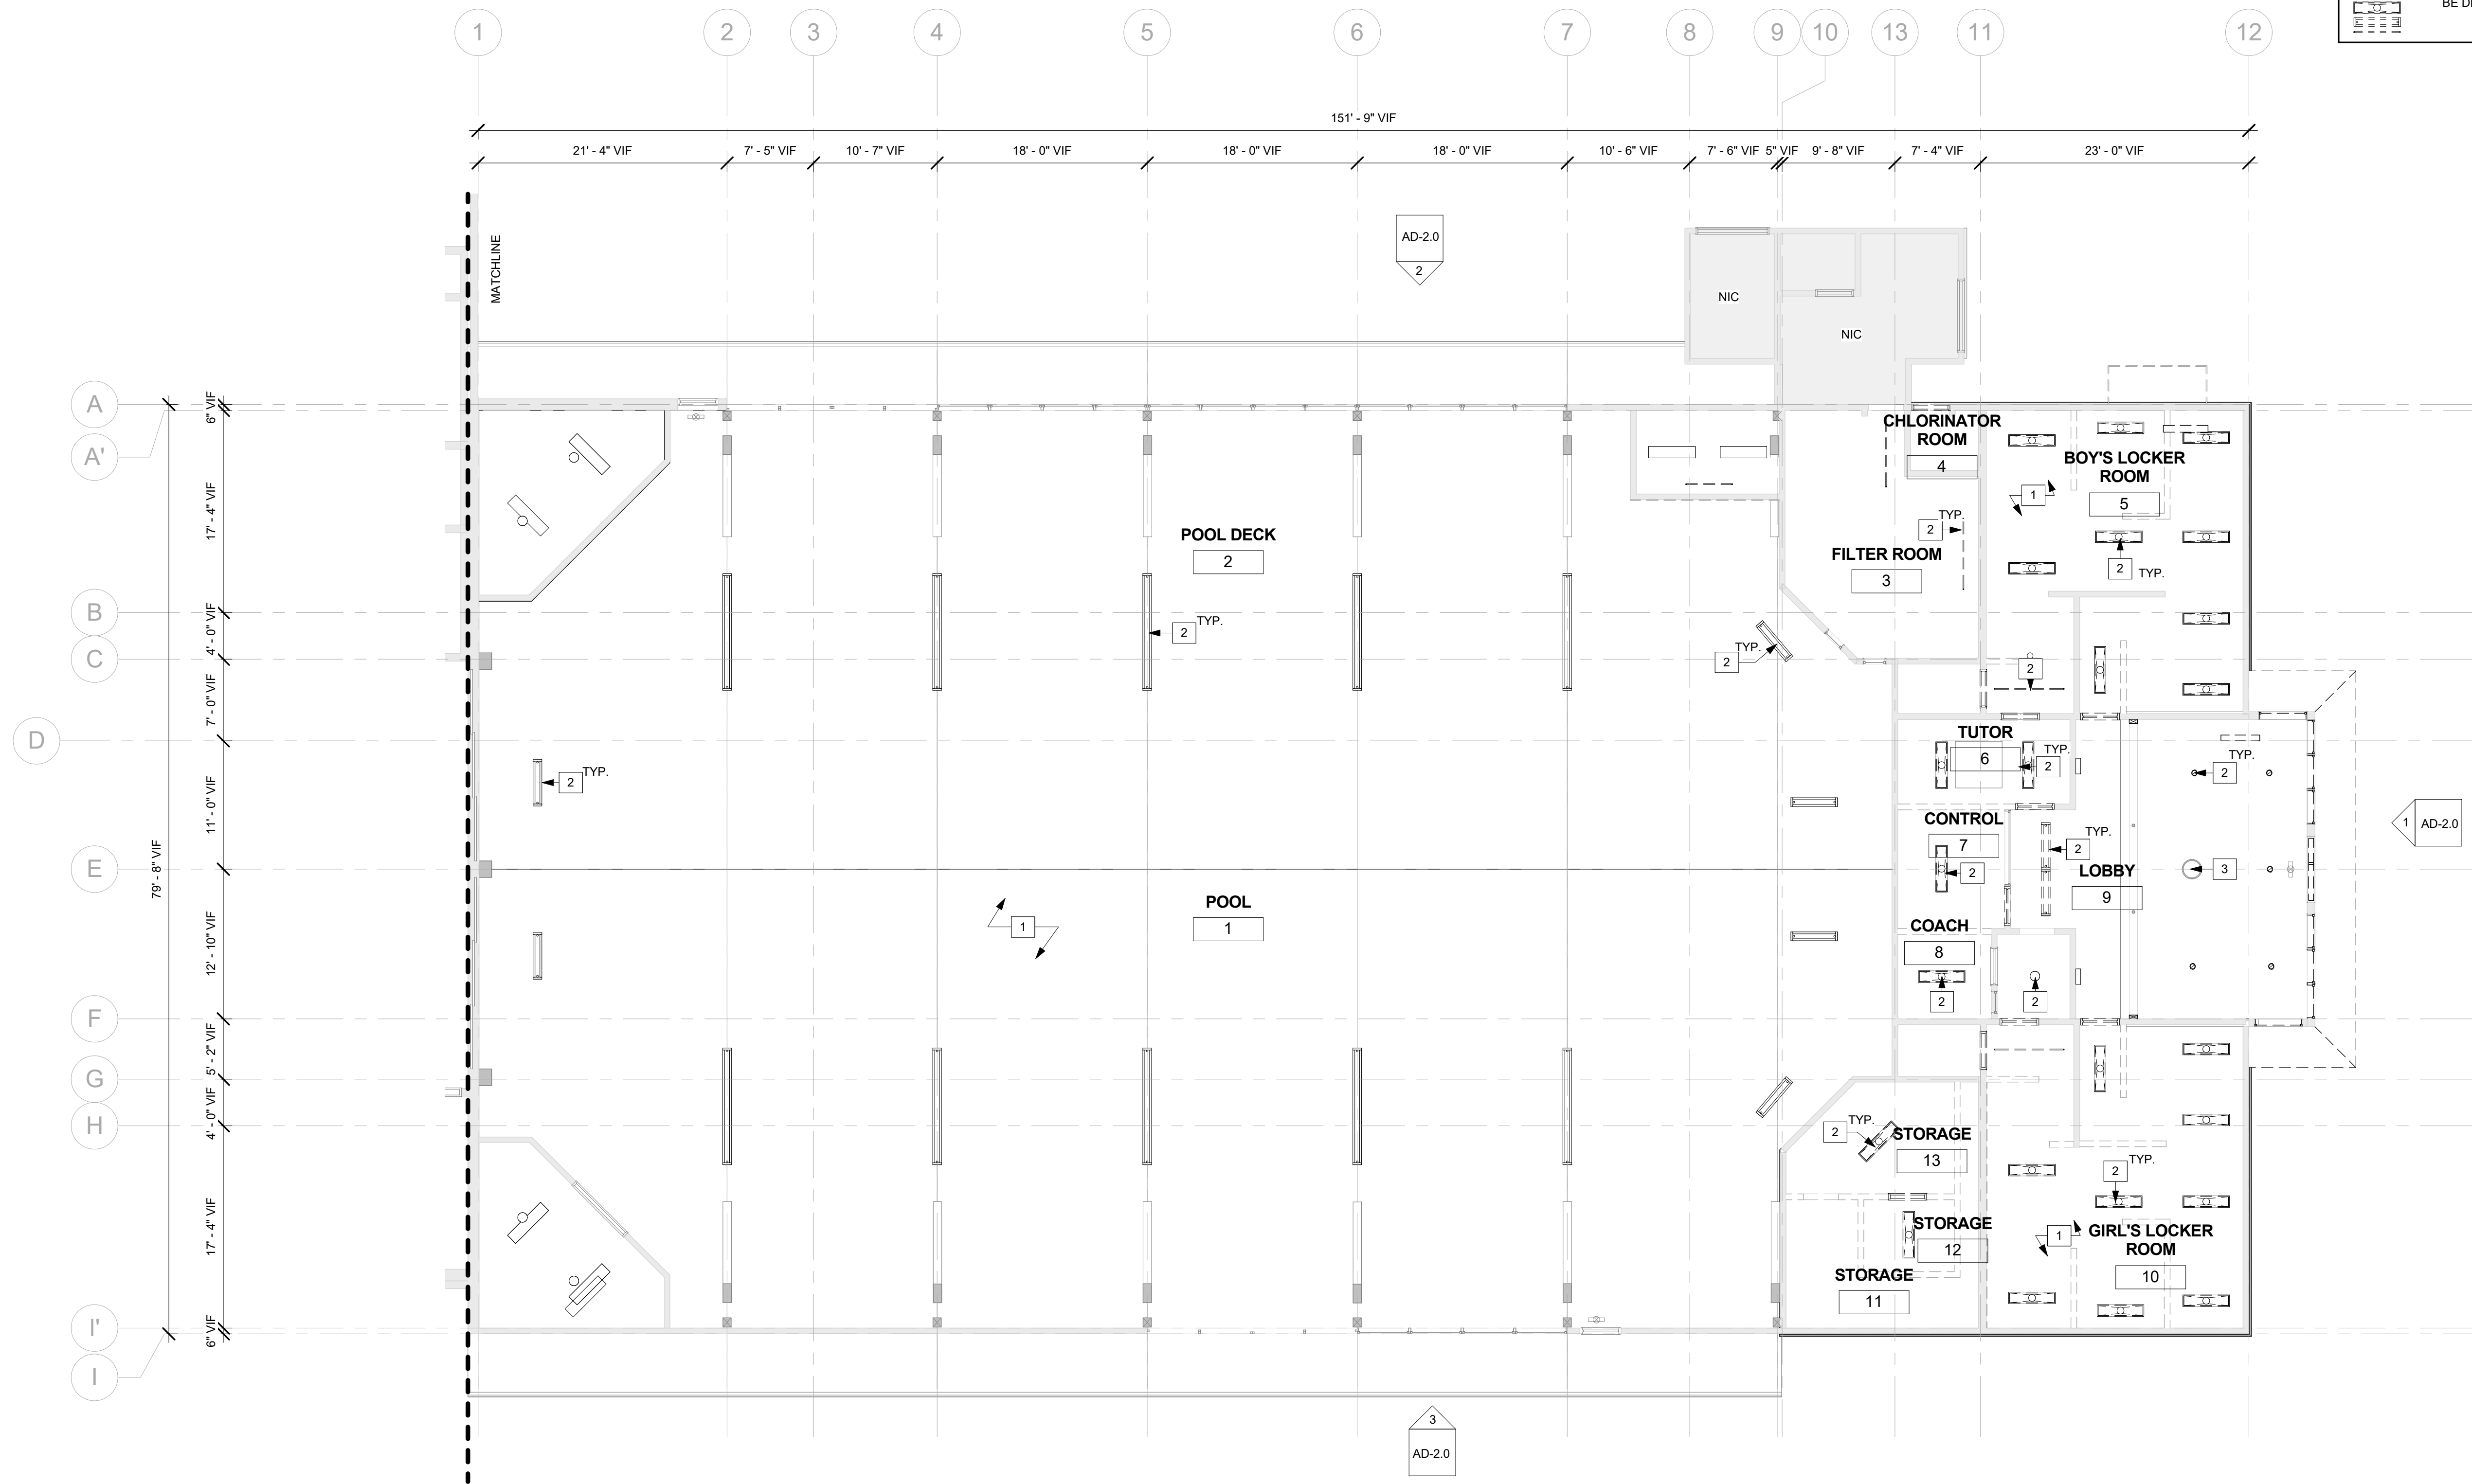 BE DE
1
2
3
4
5
6
7
8
9
10
13
11
12
151' - 9" VIF
21' - 4" VIF
7' - 5" VIF
10' - 7" VIF
18' - 0" VIF
18' - 0" VIF
18' - 0" VIF
10' - 6" VIF
7' - 6" VIF
5" VIF
9' - 8" VIF
7' - 4" VIF
23' - 0" VIF
MATCHLINE
AD-2.0
2
NIC
NIC
A
A'
B
C
D
E
F
G
H
I'
I
79' - 8" VIF
6" VIF
17' - 4" VIF
4' - 0" VIF
7' - 0" VIF
11' - 0" VIF
12' - 10" VIF
5' - 2" VIF
4' - 0" VIF
17' - 4" VIF
6" VIF
CHLORINATOR
ROOM
4
BOY'S LOCKER
ROOM
5
1
POOL DECK
2
TYP.
2
FILTER ROOM
3
2
TYP.
TYP.
2
TYP.
2
2
TUTOR
6
TYP.
2
TYP.
2
TYP.
2
CONTROL
7
2
TYP.
2
LOBBY
9
3
1
AD-2.0
POOL
1
1
COACH
8
2
2
TYP.
2
STORAGE
13
TYP.
2
STORAGE
12
1
GIRL'S LOCKER
ROOM
10
STORAGE
11
3
AD-2.0